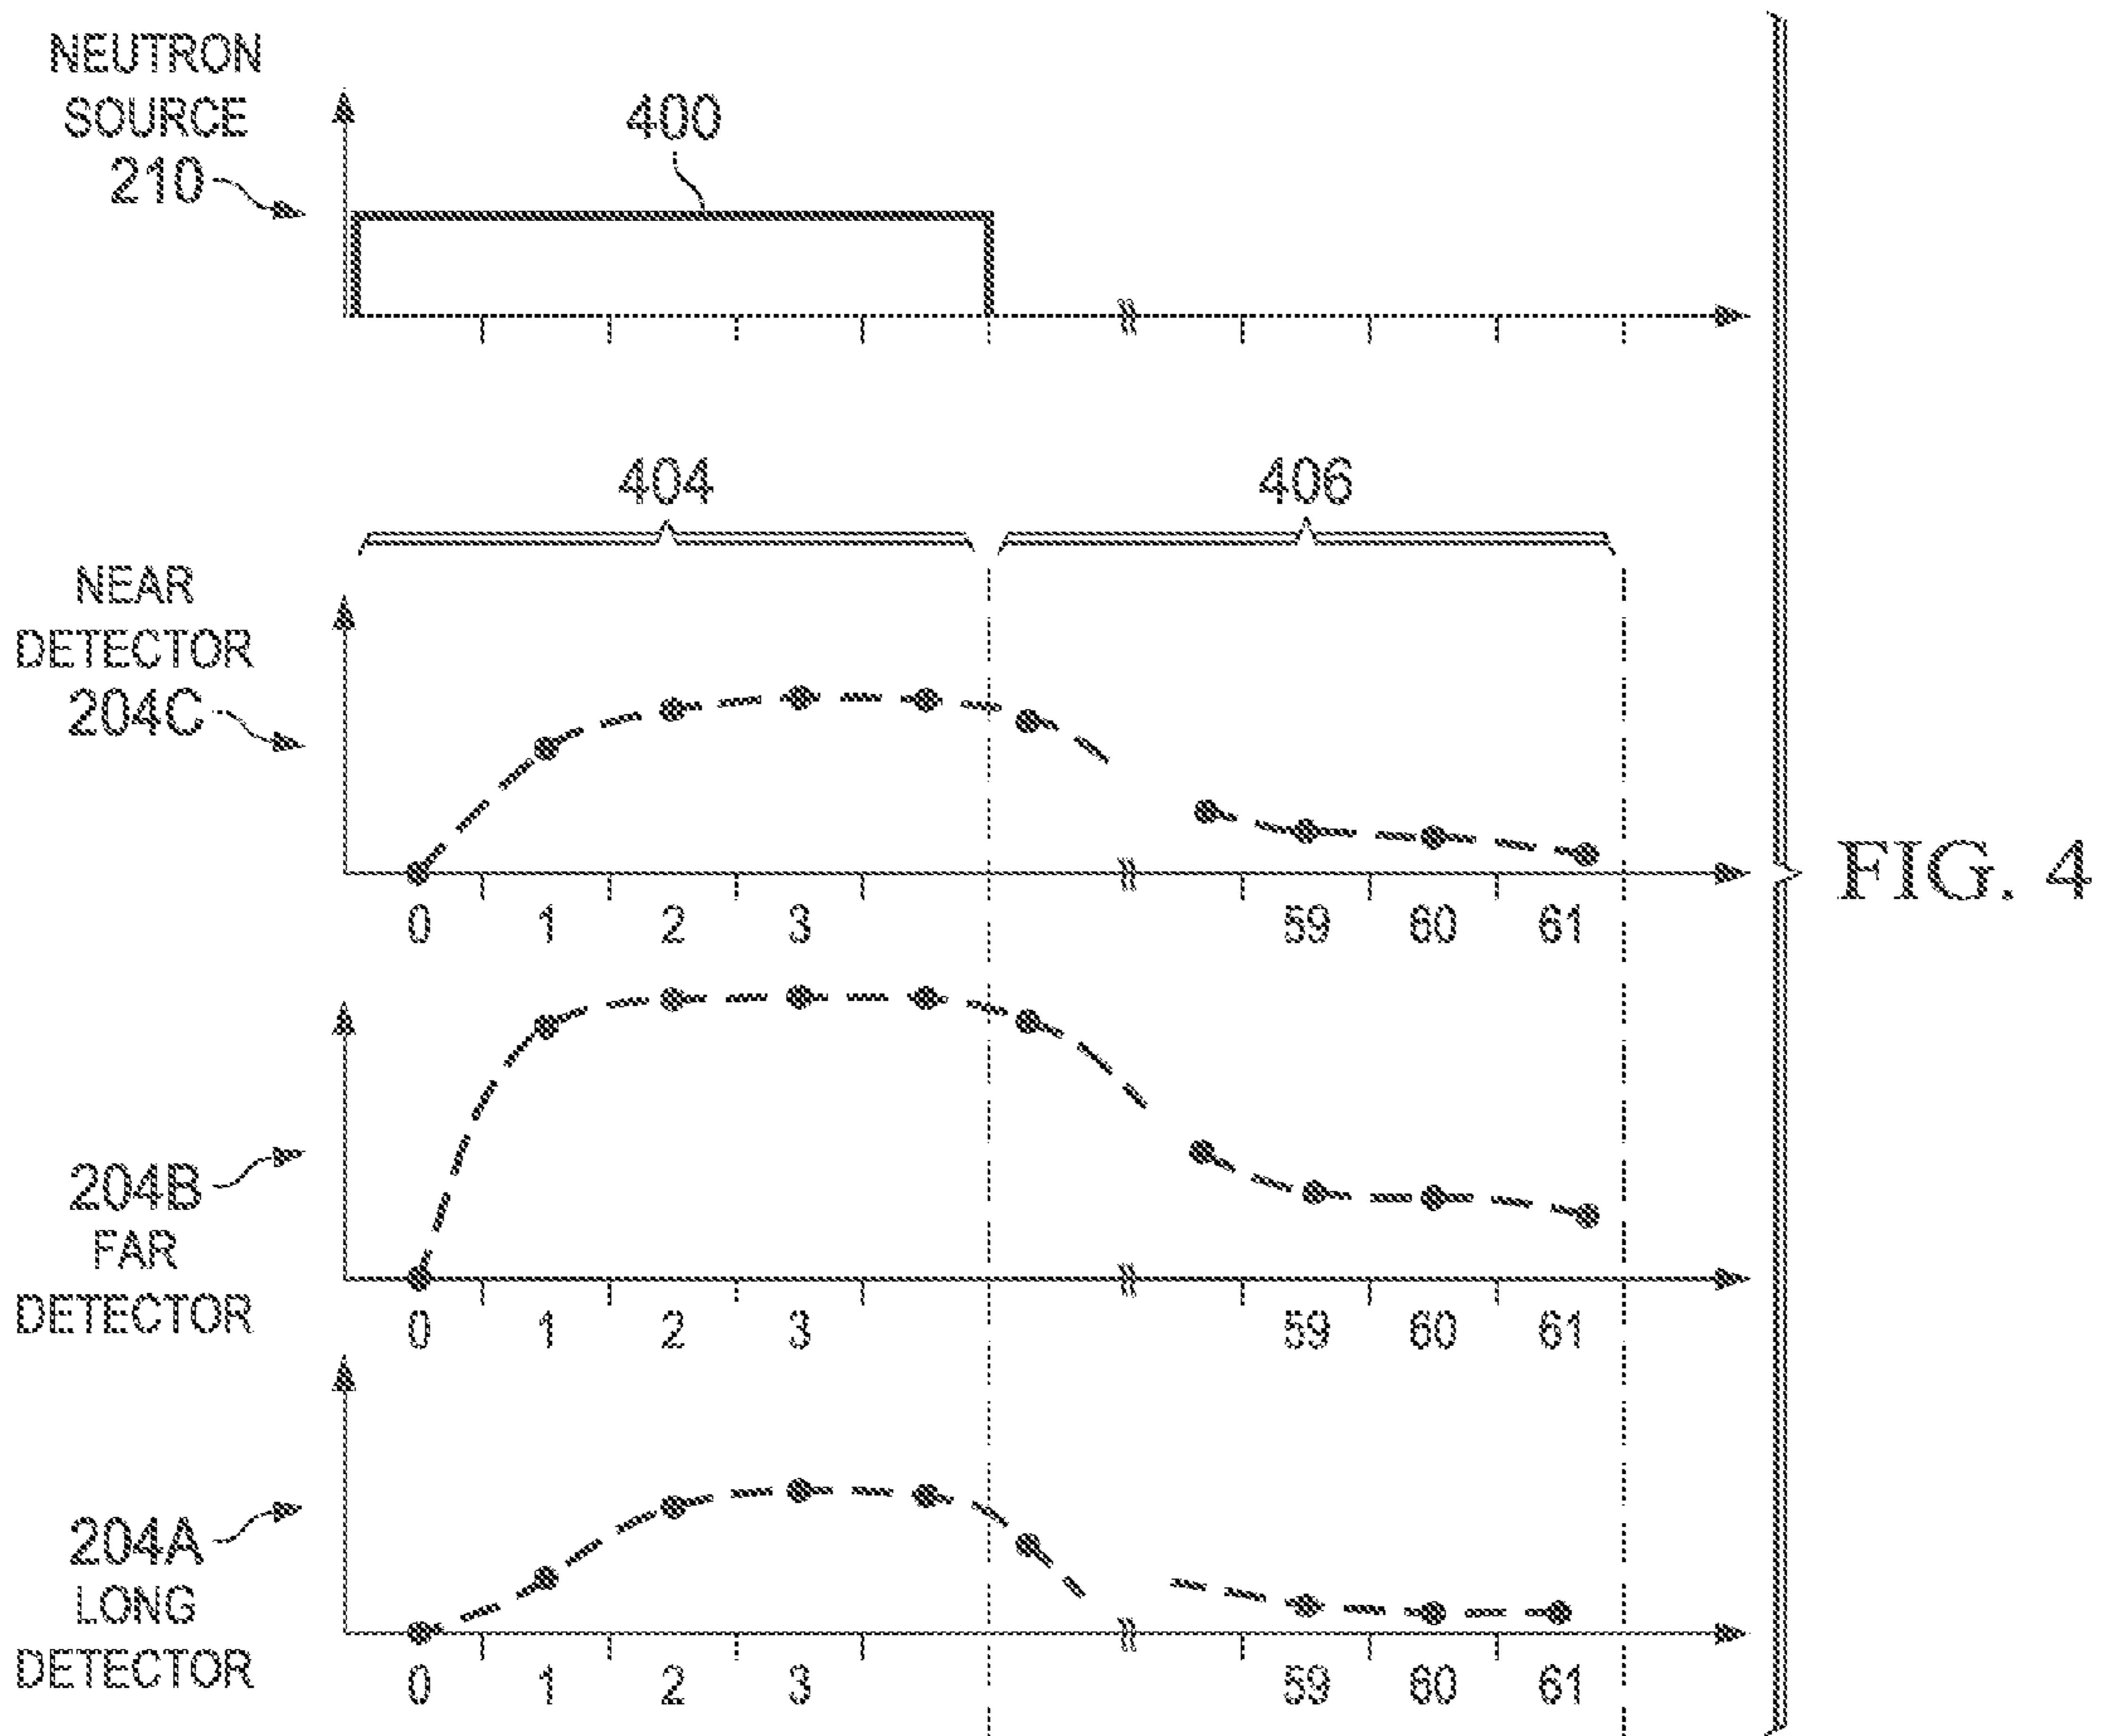 NEUTRON
SOURCE
210
400
404
406
NEAR
DETECTOR
204C
0 1 2 3 59 60 61
FIG. 4
204B
FAR
DETECTOR
0 1 2 3 59 60 61
204A
LONG
DETECTOR
0 1 2 3 59 60 61